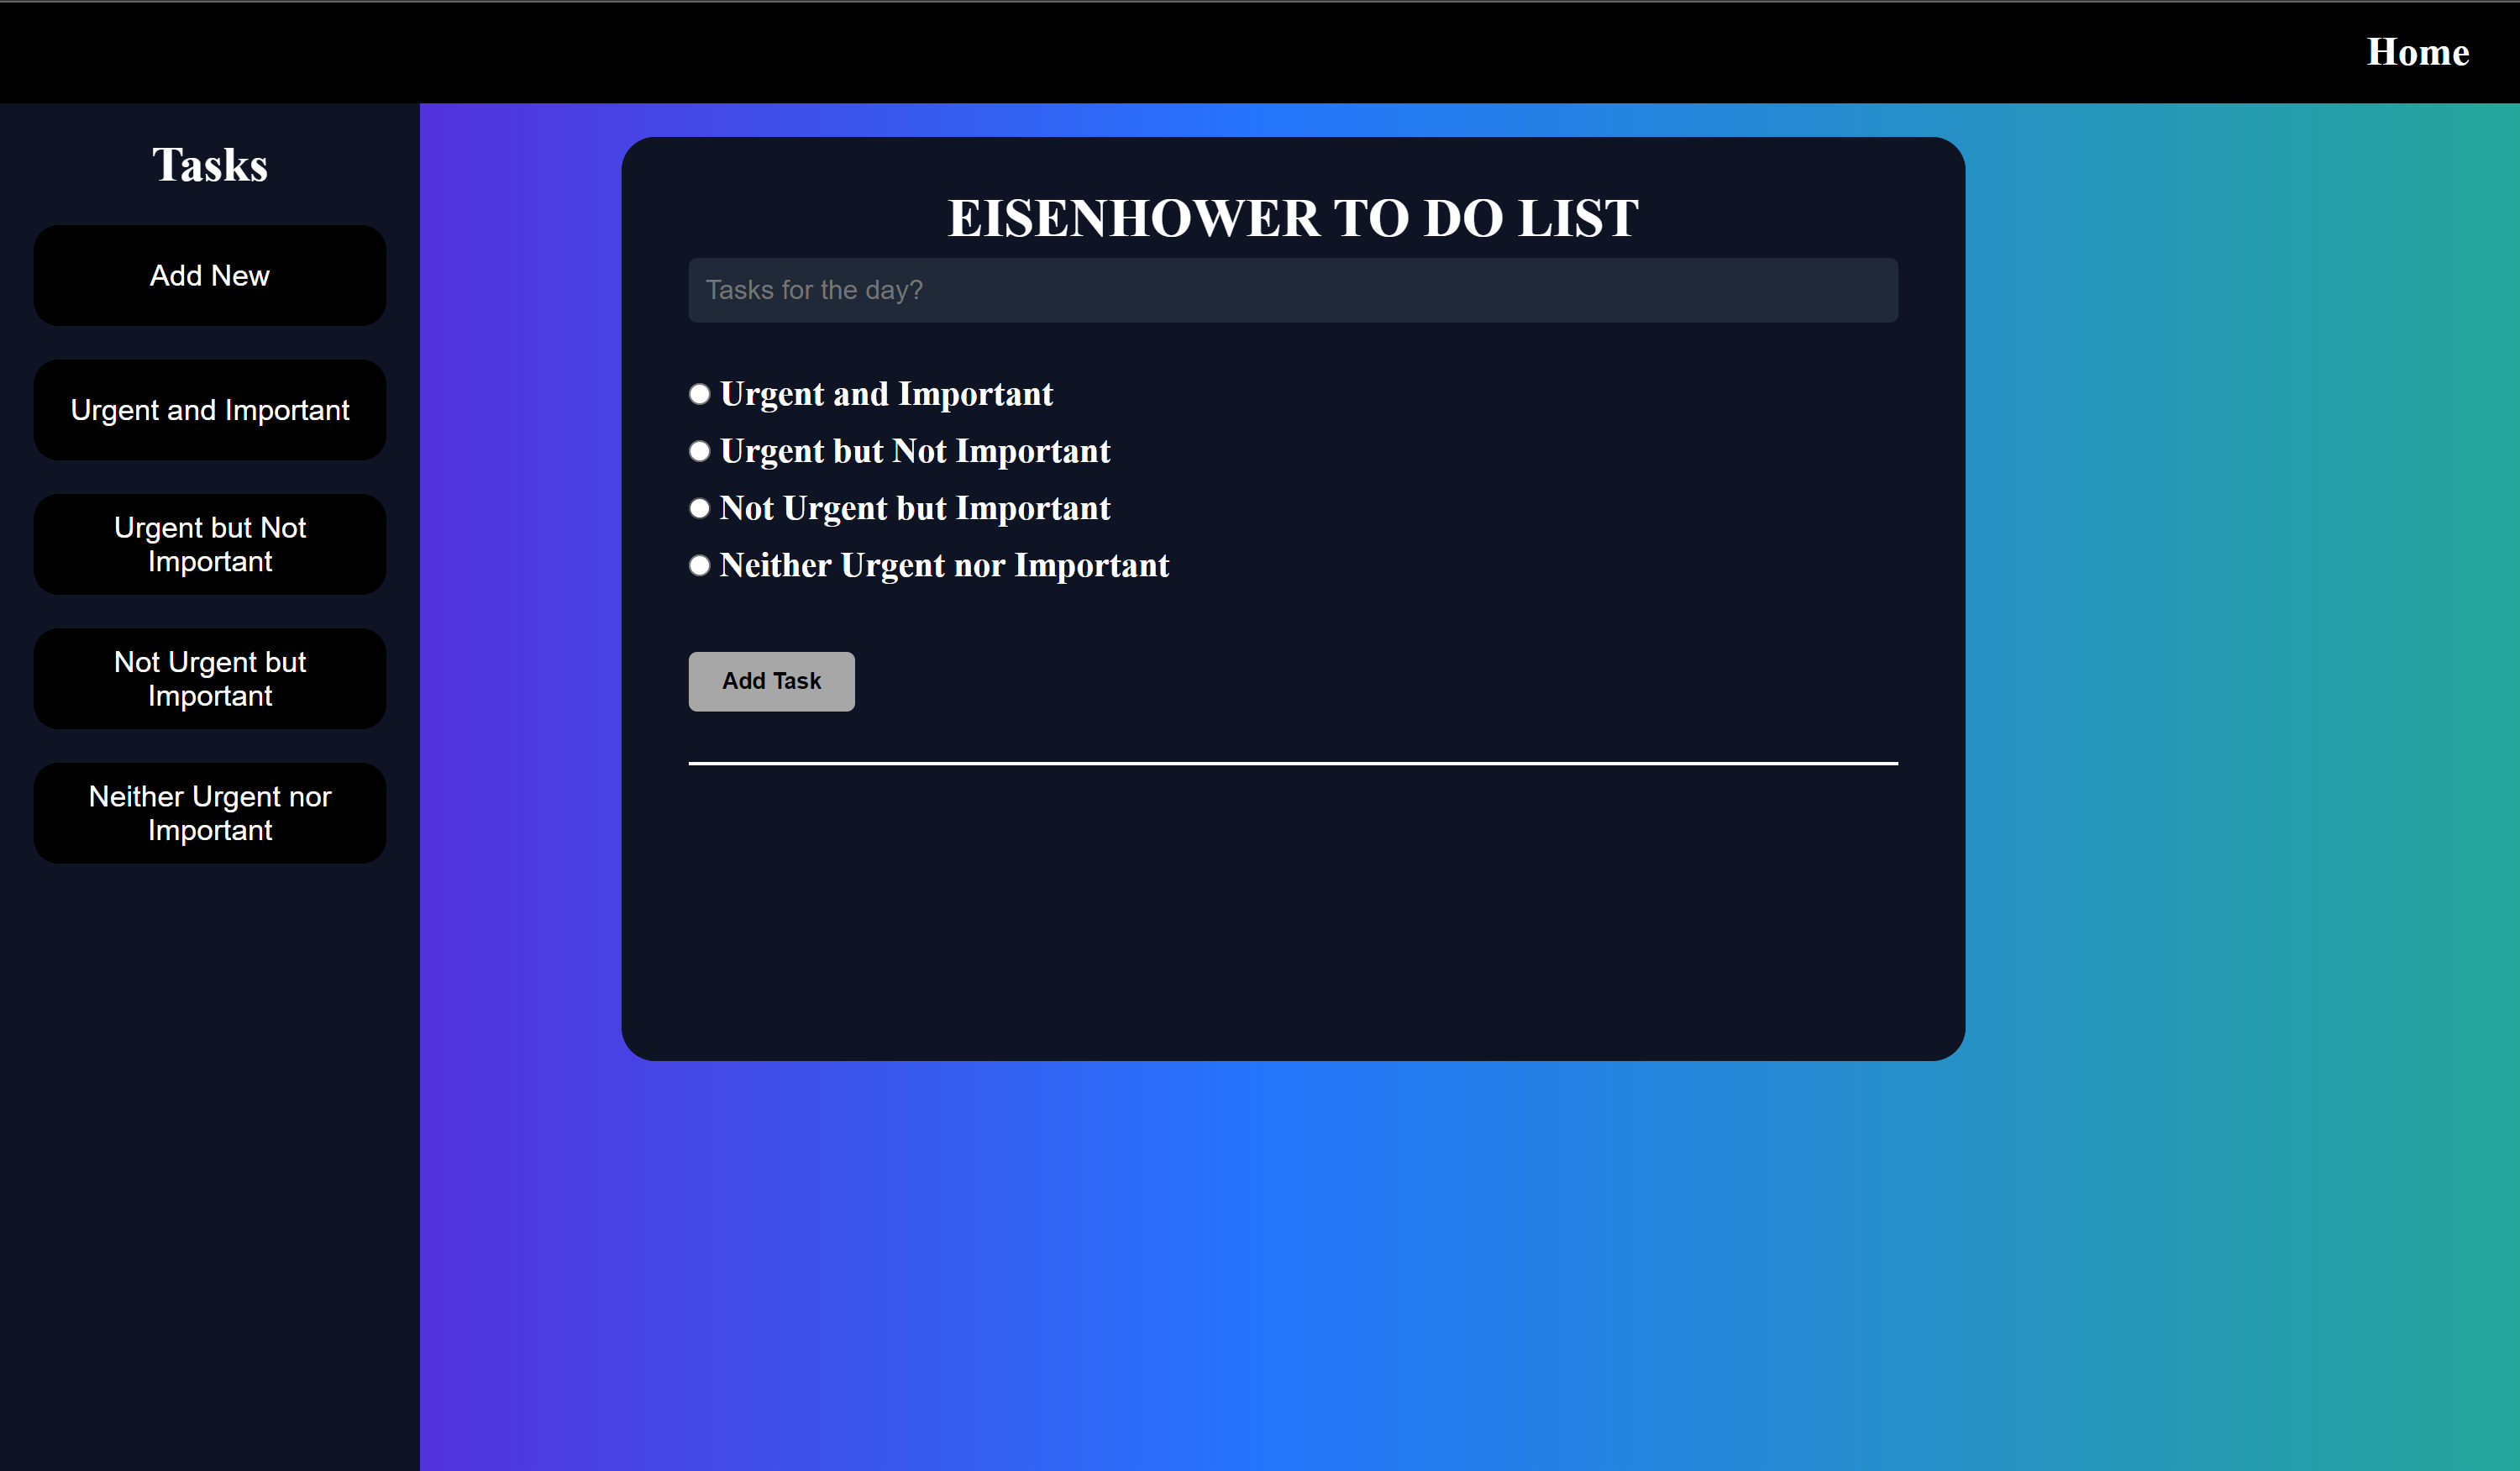 Home
Tasks
Add New
Urgent and Important
Urgent but Not
Important
Not Urgent but
Important
Neither Urgent nor
Important
EISENHOWER TO DO LIST
Tasks for the day?
Urgent and Important
Urgent but Not Important
Not Urgent but Important
Neither Urgent nor Important
Add Task